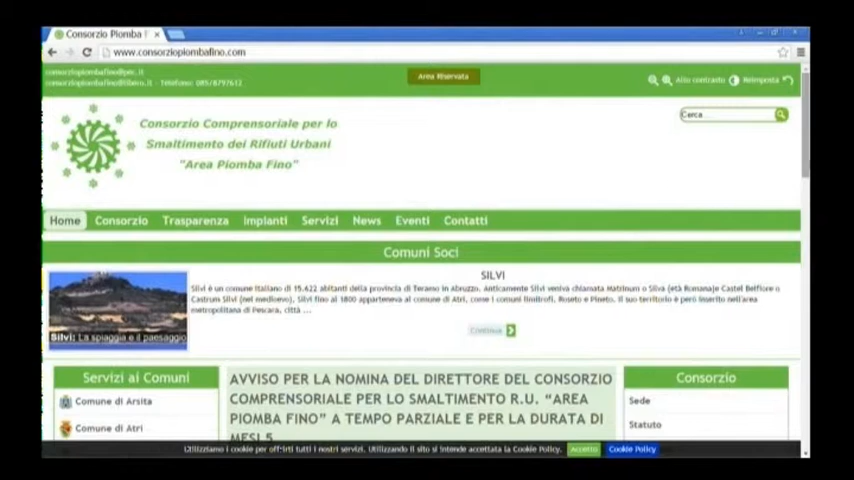 Consorzio Piomba F
www.consorziopiombafino.com
consorziopiombafino@pec.it
consorziopiombafino@libero.it - Telefono: 085/8797612
Area Riservata
Alto contrasto
Reimposta
Consorzio Comprensoriale per lo
Smaltimento dei Rifiuti Urbani
"Area Piomba Fino"
Cerca...
Home Consorzio Trasparenza Impianti Servizi News Eventi Contatti
Comuni Soci
SILVI
Silvi è un comune italiano di 15.622 abitanti della provincia di Teramo in Abruzzo. Anticamente Silvi veniva chiamata Matrinum o Silva (età Romana)e Castel Belfiore o
Castrum Silvi (nel medioevo). Silvi fino al 1800 apparteneva al comune di Atri, come i comuni limitrofi, Roseto e Pineto. Il suo territorio è però inserito nell'area
metropolitana di Pescara, città ...
Silvi: La spiaggia e il paesaggio
Continua
Servizi ai Comuni
Comune di Arsita
Comune di Atri
AVVISO PER LA NOMINA DEL DIRETTORE DEL CONSORZIO
COMPRENSORIALE PER LO SMALTIMENTO R.U. “AREA
PIOMBA FINO” A TEMPO PARZIALE E PER LA DURATA DI
MESI 5
Consorzio
Sede
Statuto
Utilizziamo i cookie per offrirti tutti i nostri servizi. Utilizzando il sito si intende accettata la Cookie Policy.
Accetto
Cookie Policy